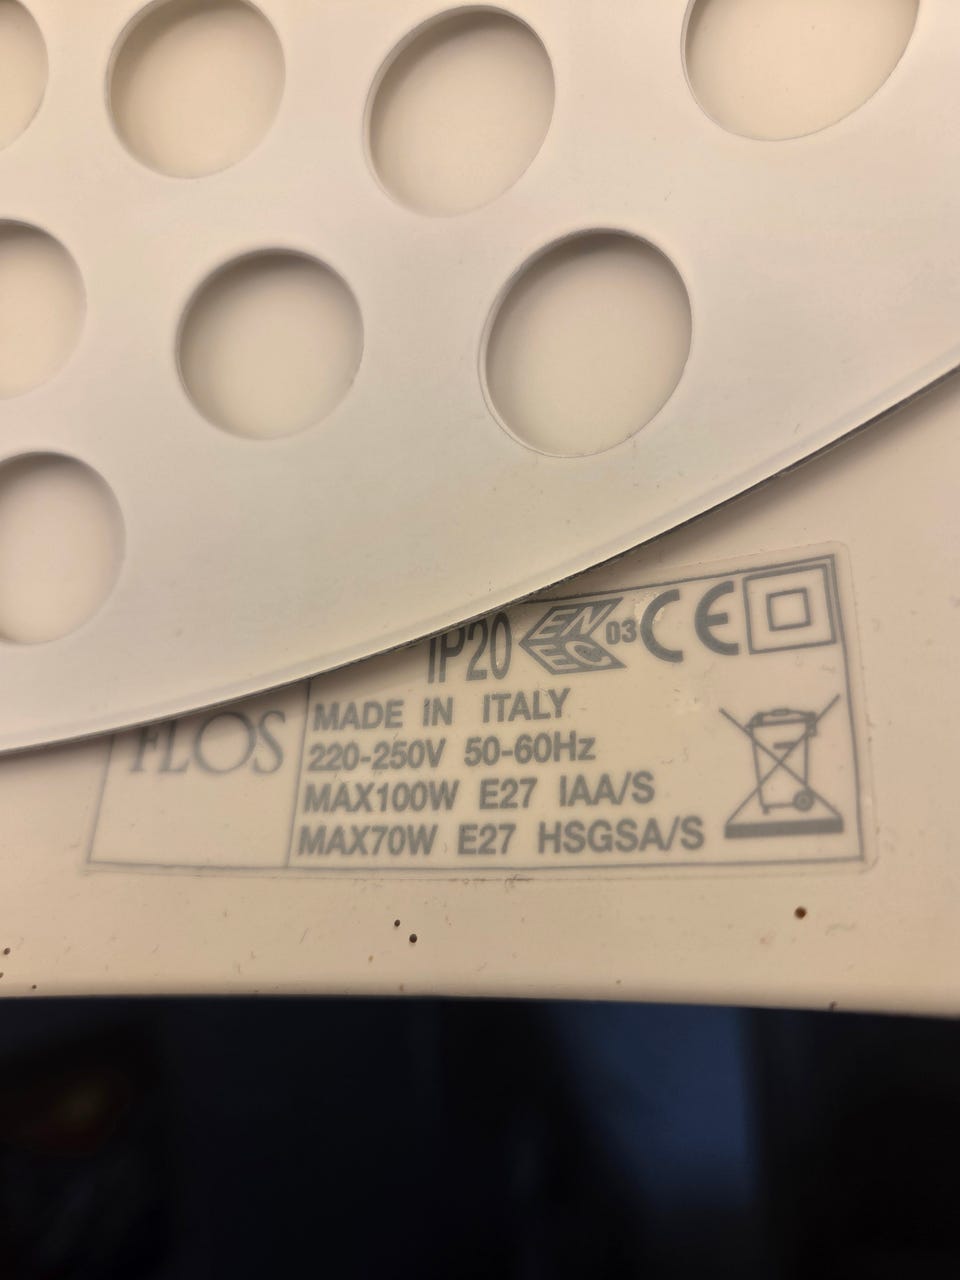 IP20 ENEC 03 CE
FLOS
MADE IN ITALY
220-250V 50-60Hz
MAX100W E27 IAA/S
MAX70W E27 HSGSA/S